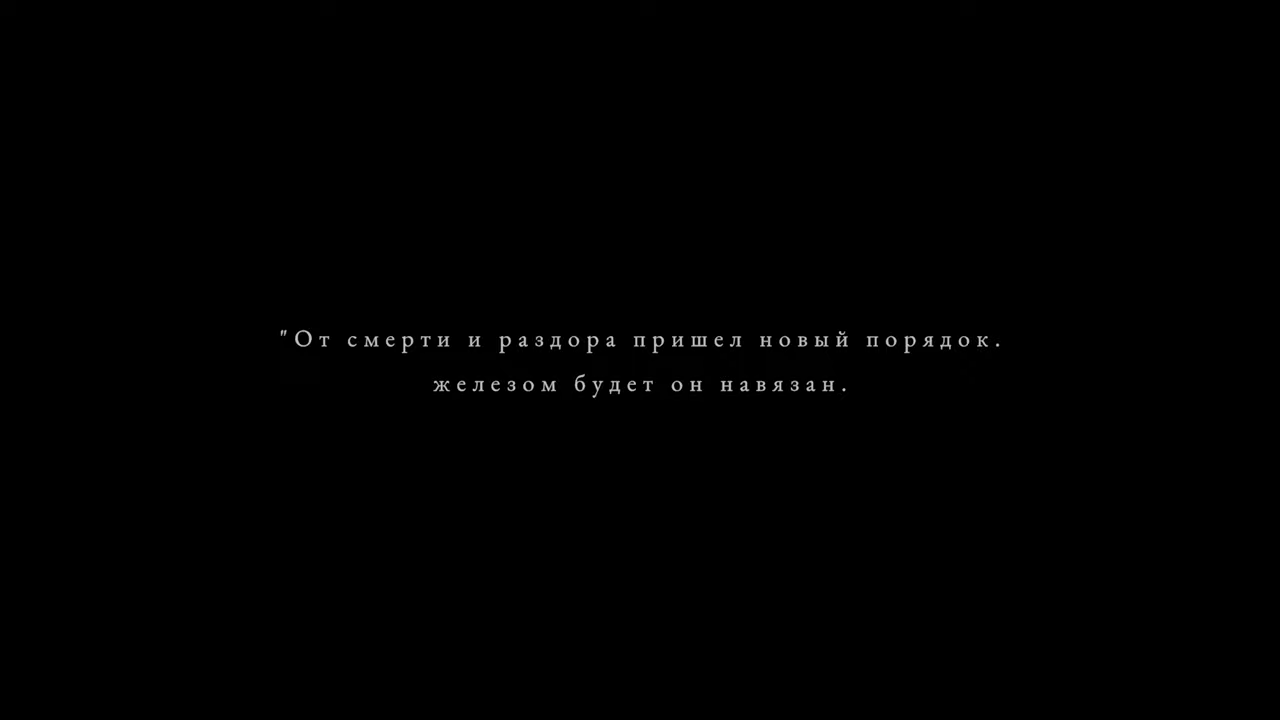 "От смерти и раздора пришел новый порядок.
железом будет он навязан.